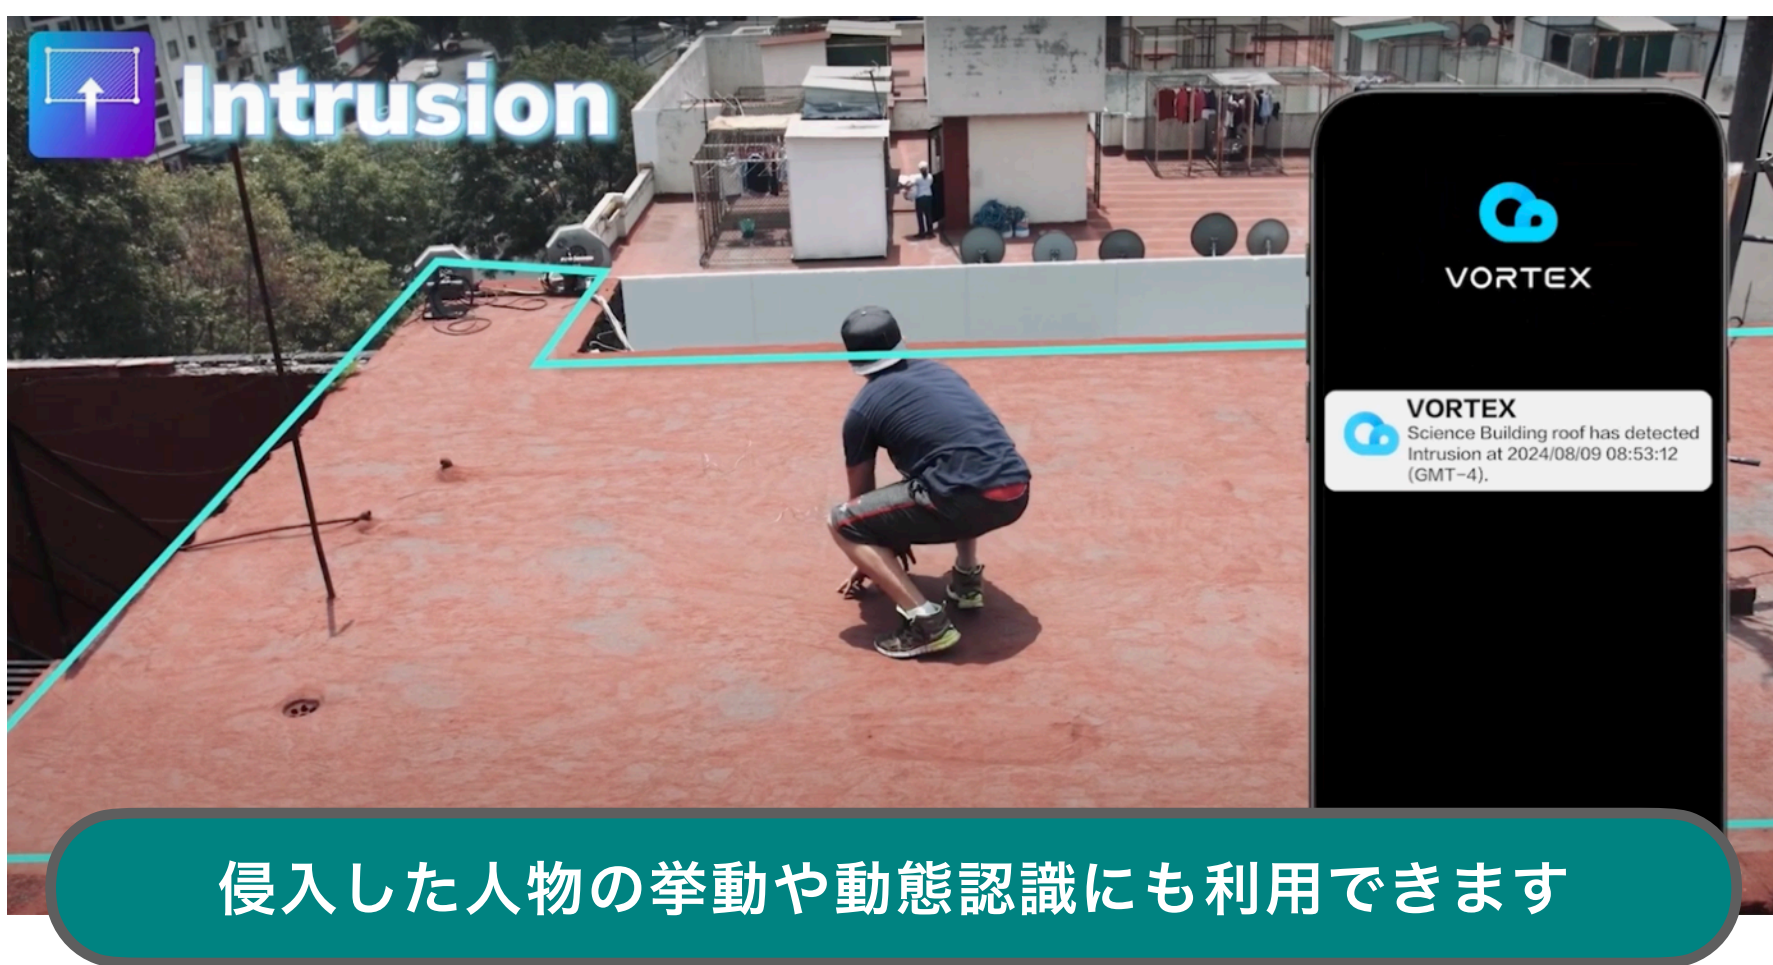 Intrusion
VORTEX
VORTEX
Science Building roof has detected
Intrusion at 2024/08/09 08:53:12
(GMT-4).
侵入した人物の挙動や動態認識にも利用できます